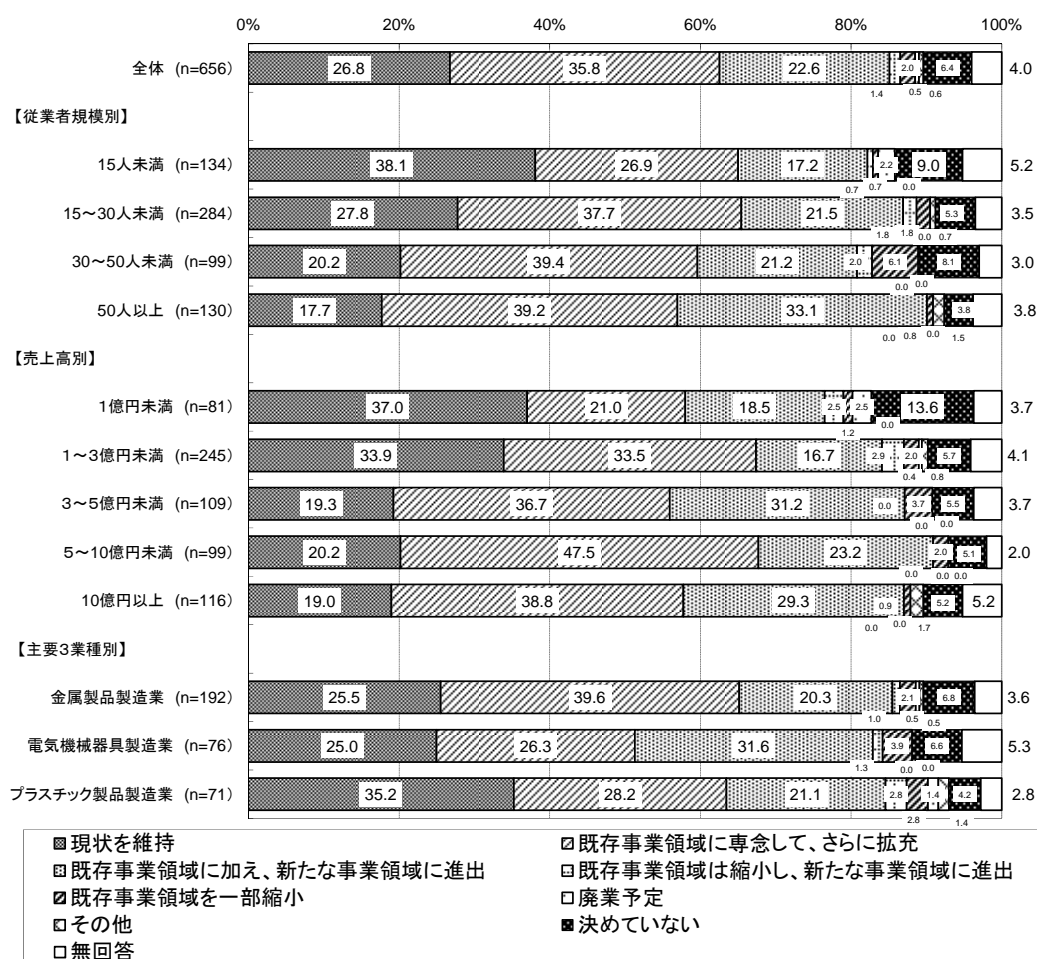 0% 20% 40% 60% 80% 100%
全体 (n=656) 26.8 35.8 22.6 2.0 6.4 4.0
1.4 0.5 0.6
【従業者規模別】
15人未満 (n=134) 38.1 26.9 17.2 2.2 9.0 5.2
0.7 0.7 0.0
15～30人未満 (n=284) 27.8 37.7 21.5 5.3 3.5
1.8 1.8 0.0 0.7
30～50人未満 (n=99) 20.2 39.4 21.2 2.0 6.1 8.1 3.0
0.0 0.0
50人以上 (n=130) 17.7 39.2 33.1 3.8 3.8
0.0 0.8 0.0 1.5
【売上高別】
1億円未満 (n=81) 37.0 21.0 18.5 2.5 2.5 13.6 3.7
1.2 0.0
1～3億円未満 (n=245) 33.9 33.5 16.7 2.9 2.0 5.7 4.1
0.4 0.8
3～5億円未満 (n=109) 19.3 36.7 31.2 0.0 3.7 5.5 3.7
0.0 0.0
5～10億円未満 (n=99) 20.2 47.5 23.2 2.0 5.1 2.0
0.0 0.0 0.0
10億円以上 (n=116) 19.0 38.8 29.3 0.9 5.2 5.2
0.0 0.0 1.7
【主要3業種別】
金属製品製造業 (n=192) 25.5 39.6 20.3 2.1 6.8 3.6
1.0 0.5 0.5
電気機械器具製造業 (n=76) 25.0 26.3 31.6 3.9 6.6 5.3
1.3 0.0 0.0
プラスチック製品製造業 (n=71) 35.2 28.2 21.1 2.8 1.4 4.2 2.8
2.8 1.4
現状を維持 既存事業領域に専念して、さらに拡充
既存事業領域に加え、新たな事業領域に進出 既存事業領域は縮小し、新たな事業領域に進出
既存事業領域を一部縮小 廃業予定
その他 決めていない
無回答